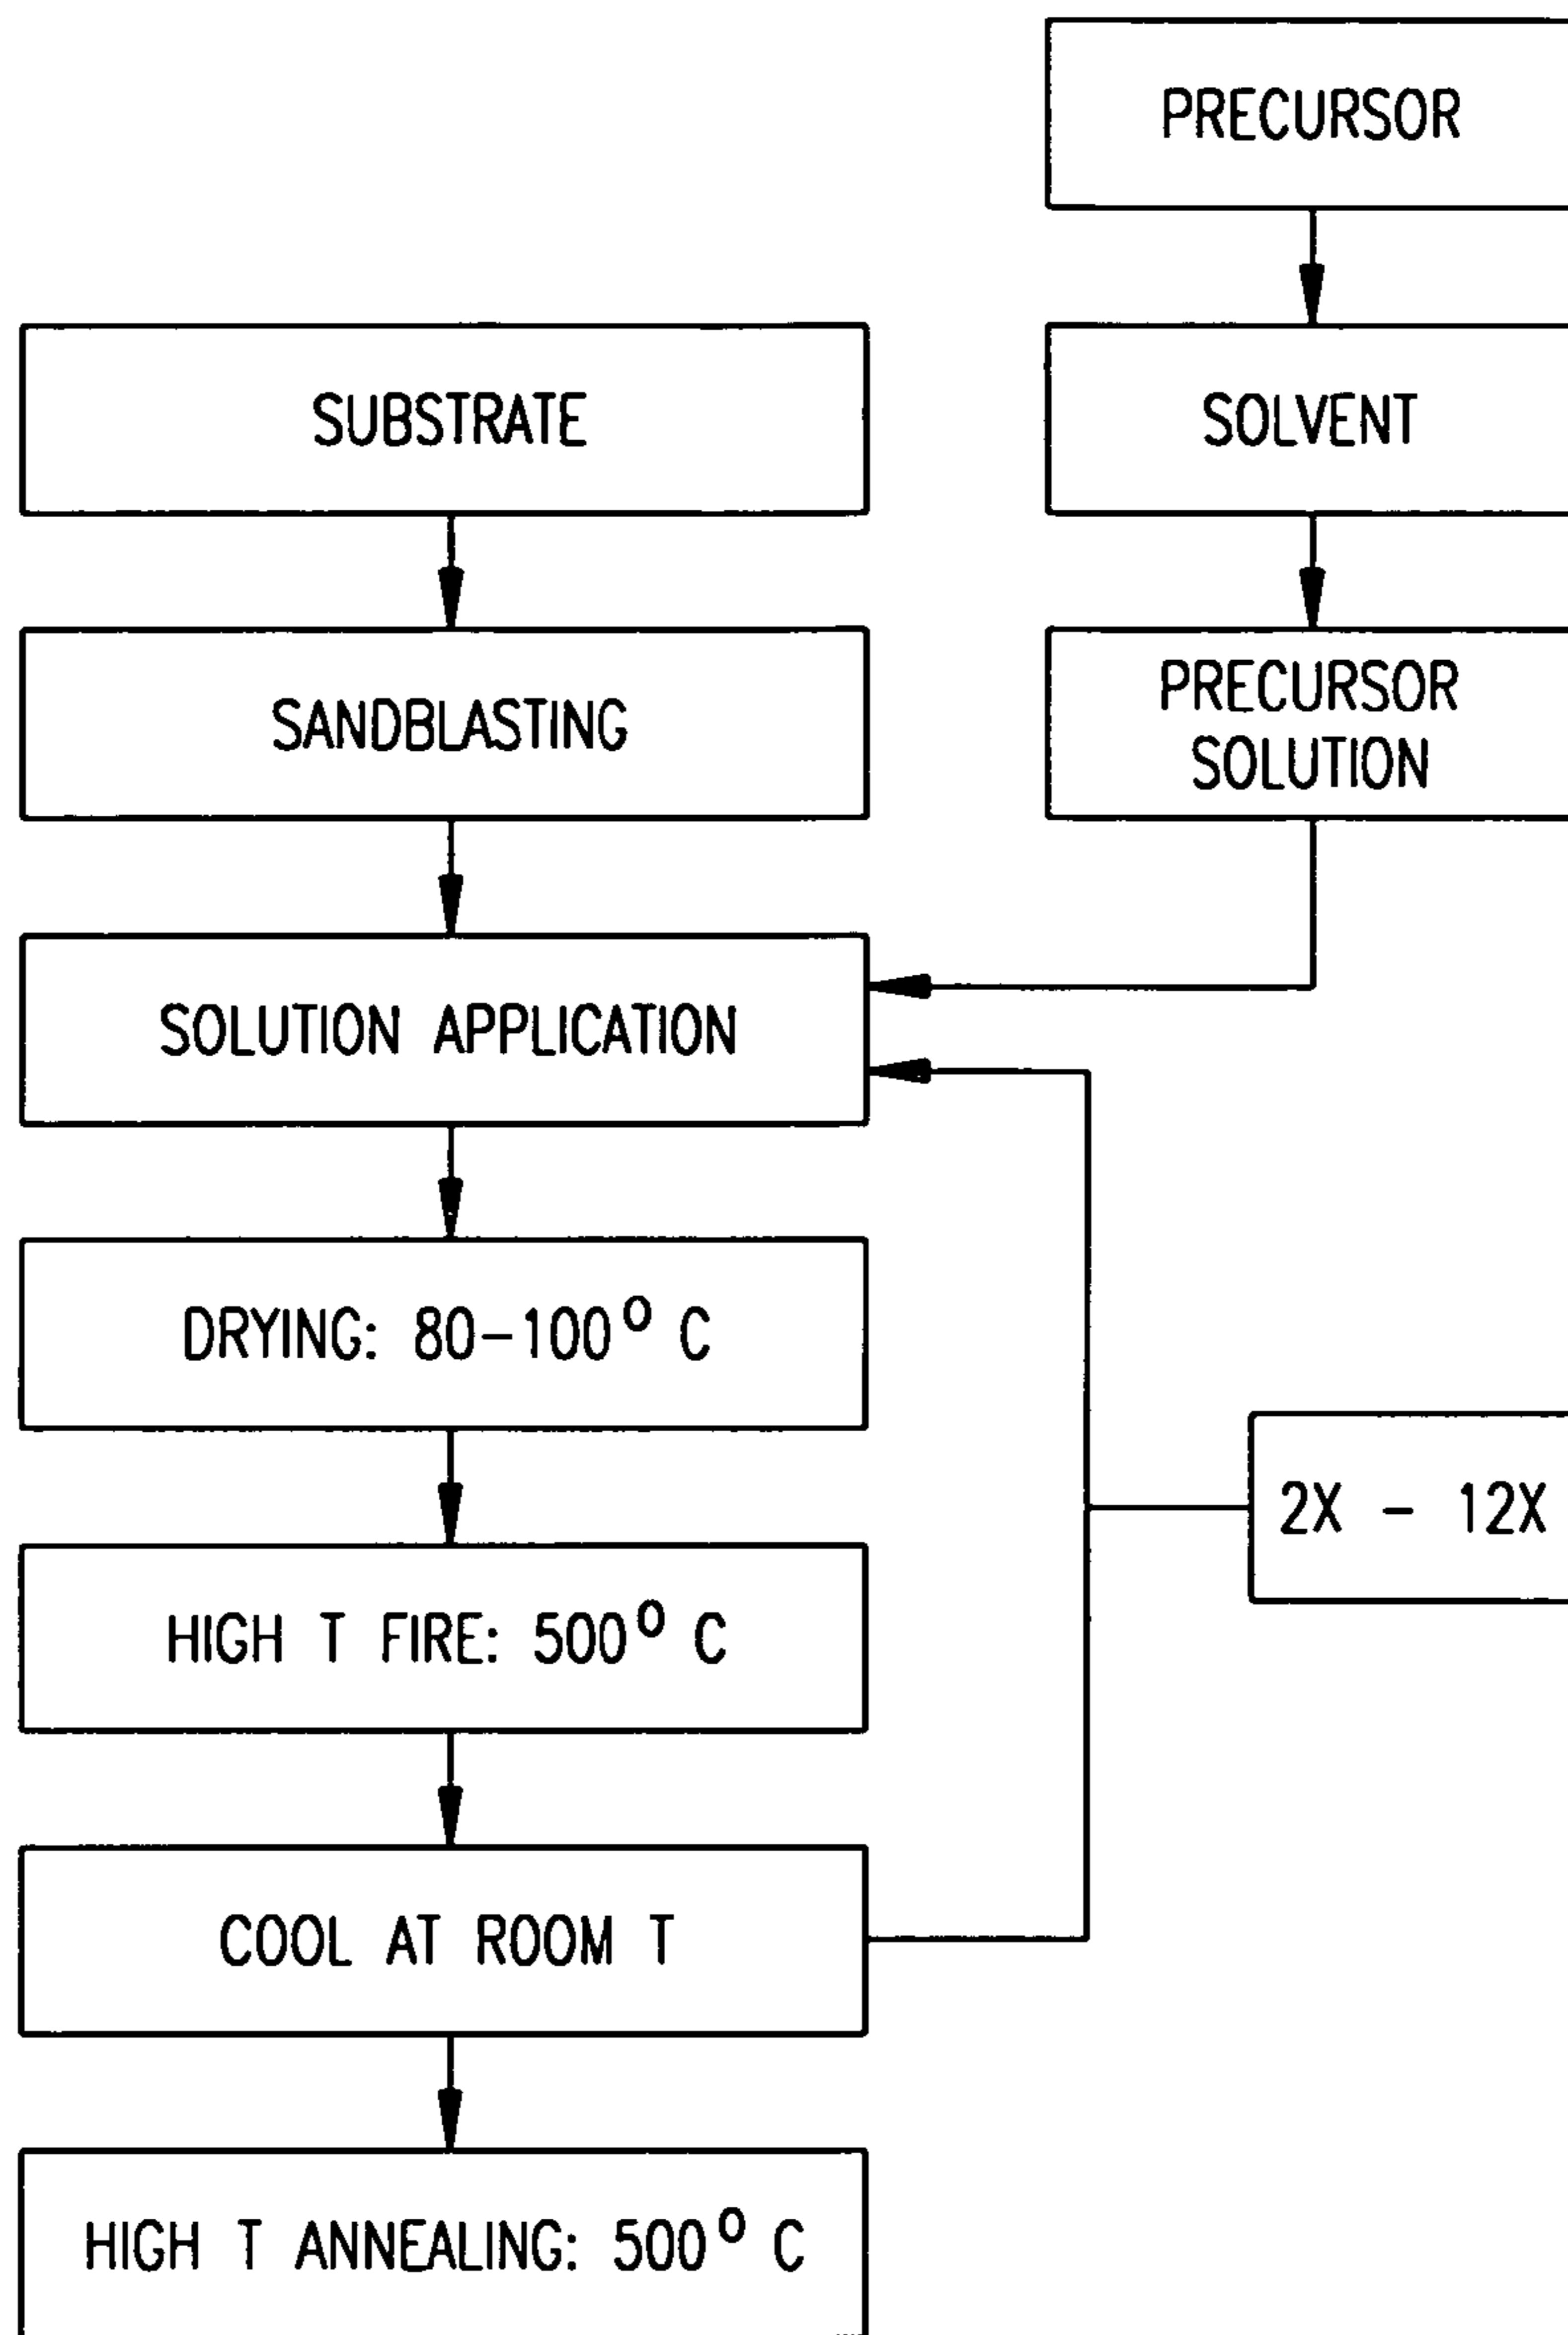 PRECURSOR
SUBSTRATE
SOLVENT
SANDBLASTING
PRECURSOR
SOLUTION
SOLUTION APPLICATION
DRYING: 80-100° C
2X - 12X
HIGH T FIRE: 500° C
COOL AT ROOM T
HIGH T ANNEALING: 500° C